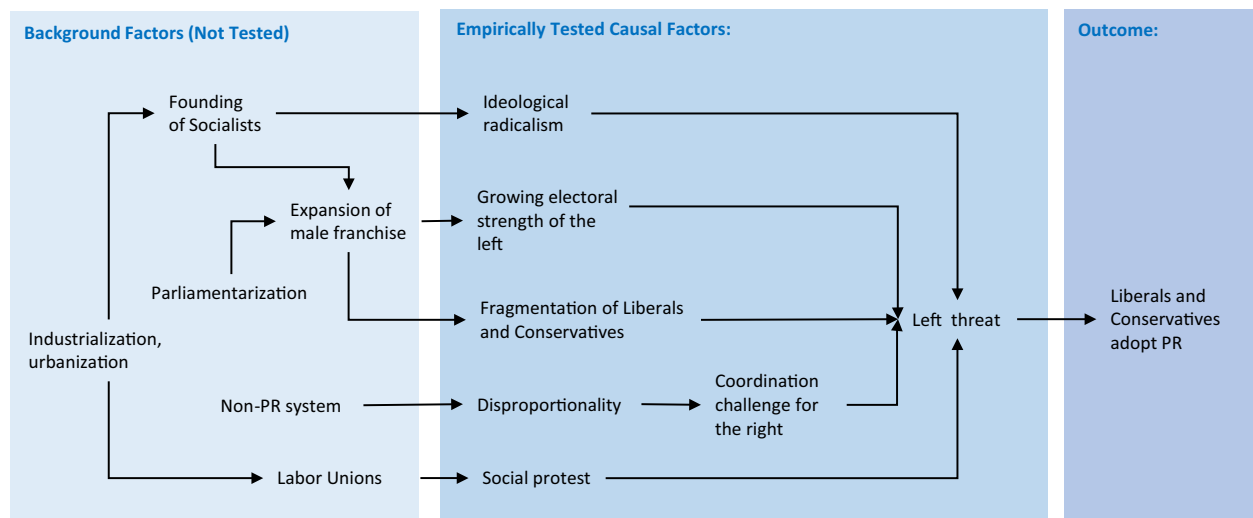 Background Factors (Not Tested)
Empirically Tested Causal Factors:
Outcome:
Founding
of Socialists
Ideological
radicalism
Expansion of
male franchise
Growing electoral
strength of the
left
Parliamentarization
Fragmentation of Liberals
and Conservatives
Left threat
Liberals and
Conservatives
adopt PR
Industrialization,
urbanization
Non-PR system
Disproportionality
Coordination
challenge for
the right
Labor Unions
Social protest